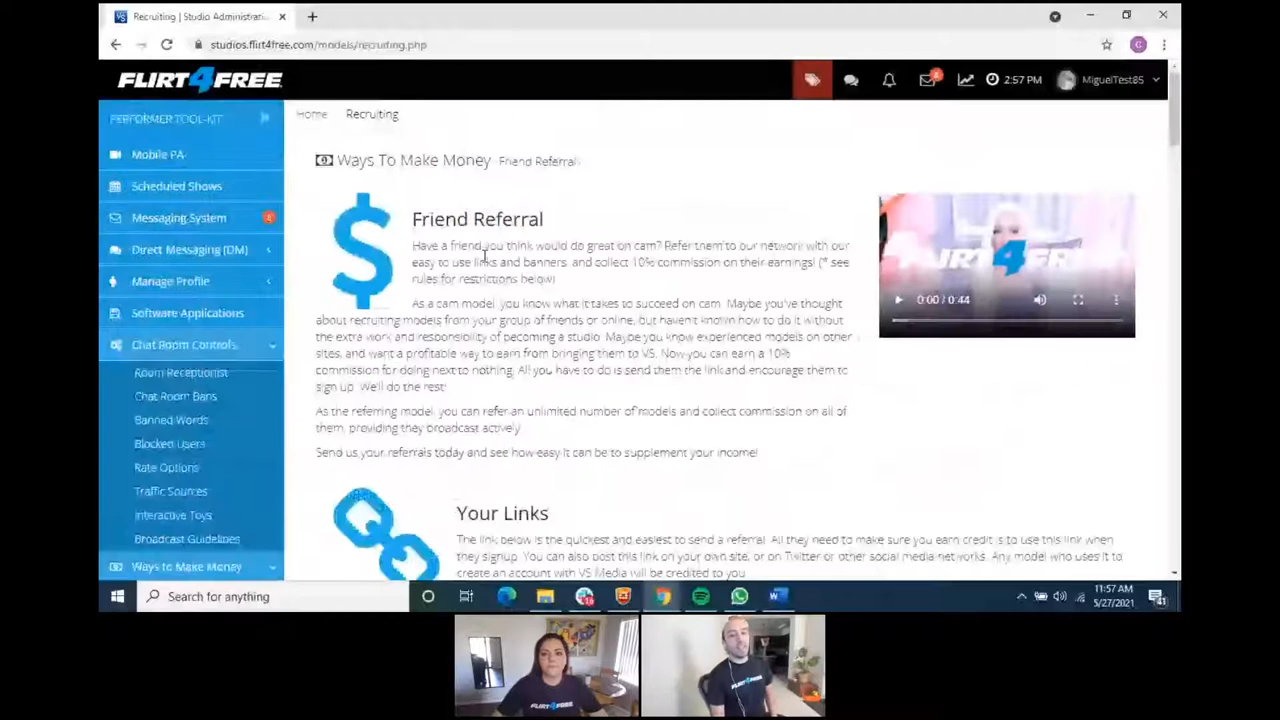 Recruiting | Studio Administrati
studios.flirt4free.com/models/recruiting.php
FLIRT4FREE
2:57 PM
MiguelTest85
PERFORMER TOOL-KIT
Mobile PA
Scheduled Shows
Messaging System
Direct Messaging (DM)
Manage Profile
Software Applications
Chat Room Controls
Room Receptionist
Chat Room Bans
Banned Words
Blocked Users
Rate Options
Traffic Sources
Interactive Toys
Broadcast Guidelines
Ways to Make Money
Home Recruiting
Ways To Make Money Friend Referral
Friend Referral
Have a friend you think would do great on cam? Refer them to our network with our
easy to use links and banners, and collect 10% commission on their earnings! (* see
rules for restrictions below)
As a cam model, you know what it takes to succeed on cam. Maybe you've thought
about recruiting models from your group of friends or online, but haven't known how to do it without
the extra work and responsibility of becoming a studio. Maybe you know experienced models on other
sites, and want a profitable way to earn from bringing them to VS. Now you can earn a 10%
commission for doing next to nothing. All you have to do is send them the link and encourage them to
sign up. We'll do the rest!
As the referring model, you can refer an unlimited number of models and collect commission on all of
them, providing they broadcast actively.
Send us your referrals today and see how easy it can be to supplement your income!
FLIRT4FREE
0:00 / 0:44
Your Links
The link below is the quickest and easiest to send a referral. All they need to make sure you earn credit is to use this link when
they signup. You can also post this link on your own site, or on Twitter or other social media networks. Any model who uses it to
create an account with VS Media will be credited to you
Search for anything
11:57 AM
5/27/2021
41
FLIRT4FREE
FLIRT4FREE